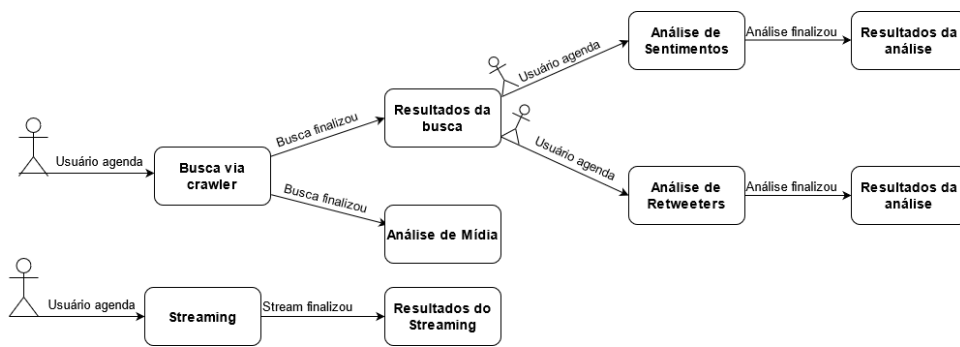 Usuário agenda
Busca via
crawler
Busca finalizou
Resultados da
busca
Usuário agenda
Análise de
Sentimentos
Análise finalizou
Resultados da
análise
Usuário agenda
Análise de
Retweeters
Análise finalizou
Resultados da
análise
Busca finalizou
Análise de Mídia
Usuário agenda
Streaming
Stream finalizou
Resultados do
Streaming